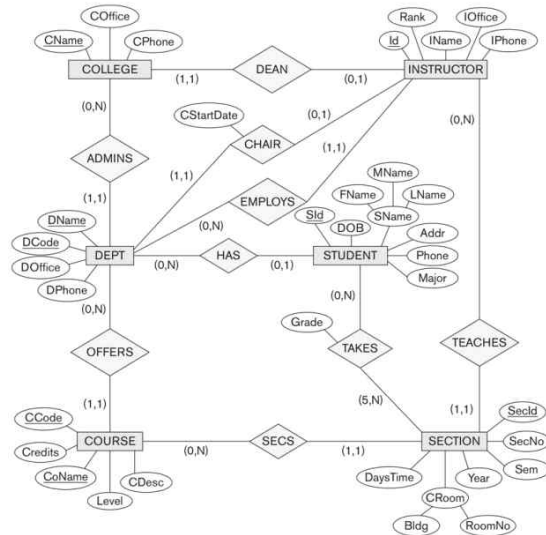 COffice
Rank
IOffice
CName
CPhone
Id
IName
IPhone
COLLEGE
(1,1)
DEAN
(0,1)
INSTRUCTOR
(0,N)
CStartDate
(0,1)
(0,N)
ADMINS
CHAIR
(1,1)
(1,1)
MName
(1,1)
FName
LName
DName
(0,N)
EMPLOYS
SId
DOB
SName
DCode
DEPT
HAS
STUDENT
Addr
DOffice
(0,N)
(0,1)
Phone
DPhone
Major
(0,N)
(0,N)
Grade
OFFERS
TAKES
TEACHES
(1,1)
(5,N)
(1,1)
CCode
SecId
Credits
COURSE
SECS
SECTION
SecNo
(0,N)
(1,1)
CoName
CDesc
DaysTime
Year
Sem
Level
CRoom
Bldg
RoomNo